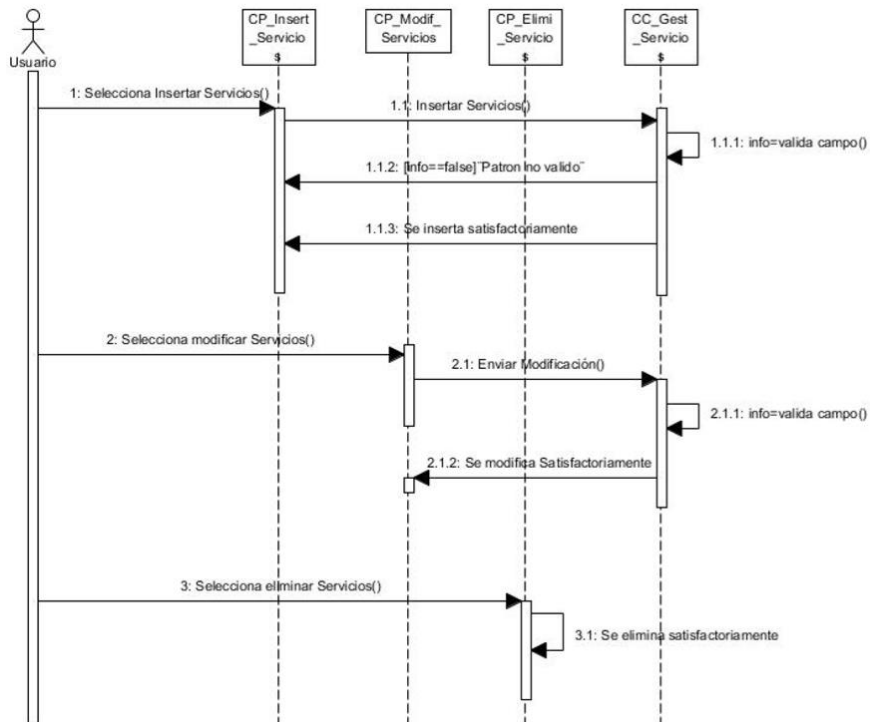 Usuario
CP_Insert
_Servicio
s
CP_Modif_
Servicios
CP_Elimi
_Servicio
s
CC_Gest
_Servicio
s
1: Selecciona Insertar Servicios()
1.1: Insertar Servicios()
1.1.1: info=valida campo()
1.1.2: [info==false]¨Patron no valido¨
1.1.3: Se inserta satisfactoriamente
2: Selecciona modificar Servicios()
2.1: Enviar Modificación()
2.1.1: info=valida campo()
2.1.2: Se modifica Satisfactoriamente
3: Selecciona eliminar Servicios()
3.1: Se elimina satisfactoriamente